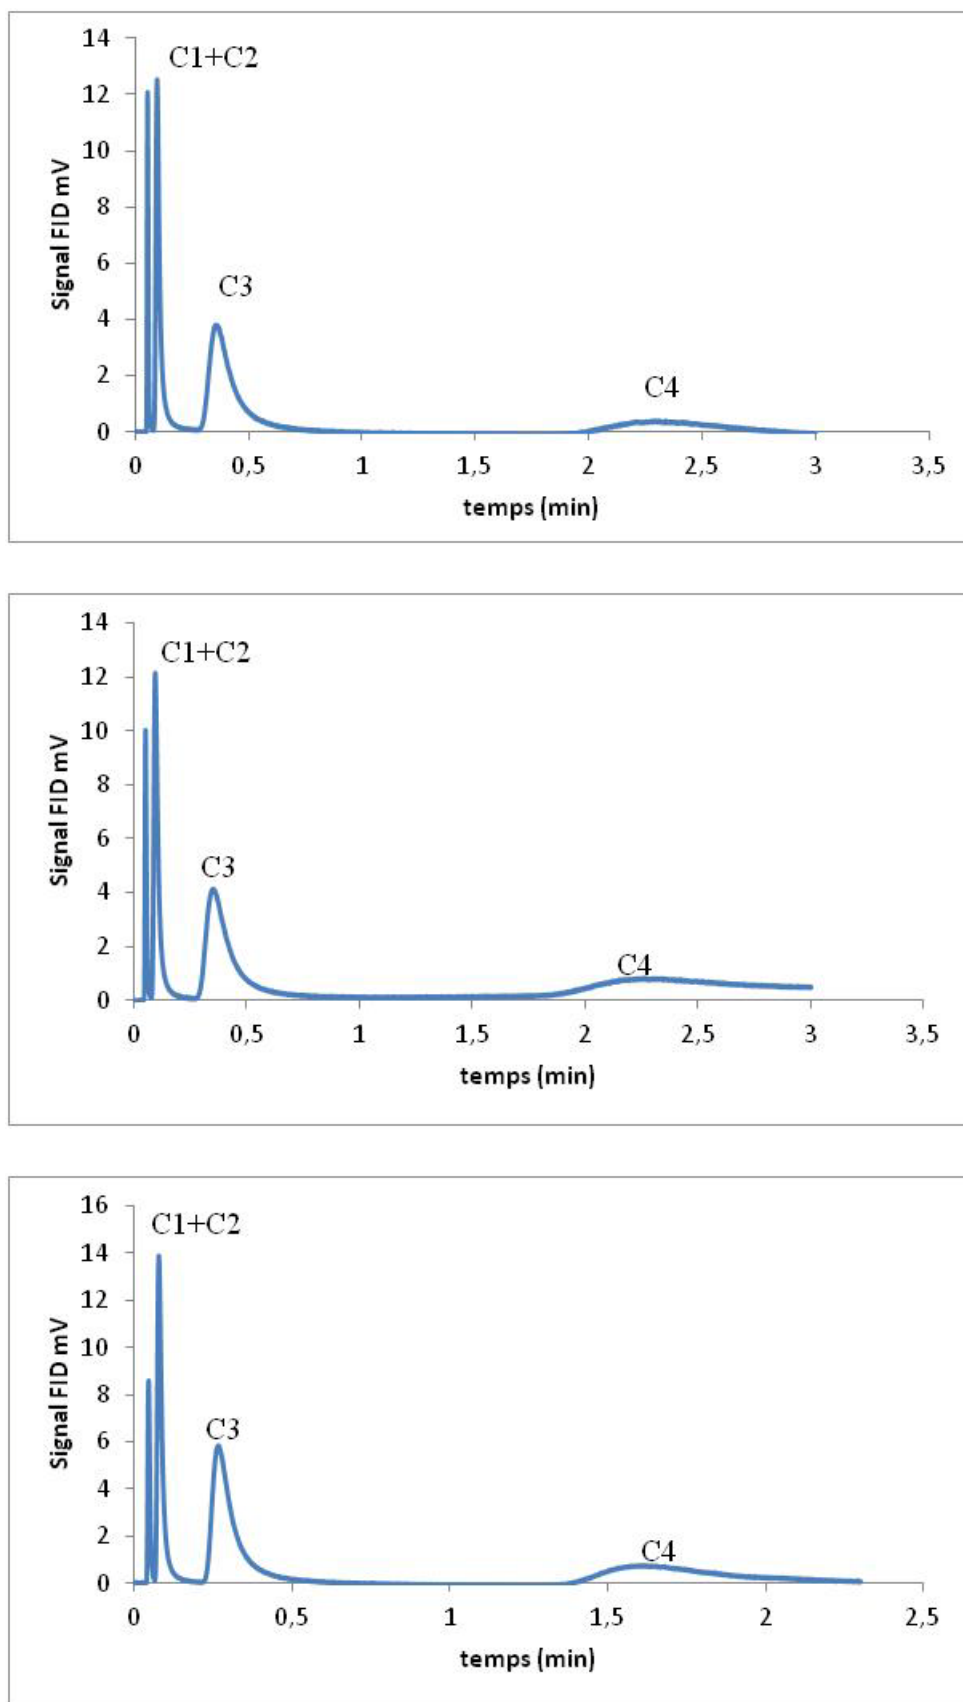 14
C1+C2
12
10
8
6
C3
4
C4
2
0
Signal FID mV
0 0,5 1 1,5 2 2,5 3 3,5
temps (min)
14
C1+C2
12
10
8
6
C3
4
2
C4
0
Signal FID mV
0 0,5 1 1,5 2 2,5 3 3,5
temps (min)
16
C1+C2
14
12
10
8
C3
6
4
2
C4
0
Signal FID mV
0 0,5 1 1,5 2 2,5
temps (min)